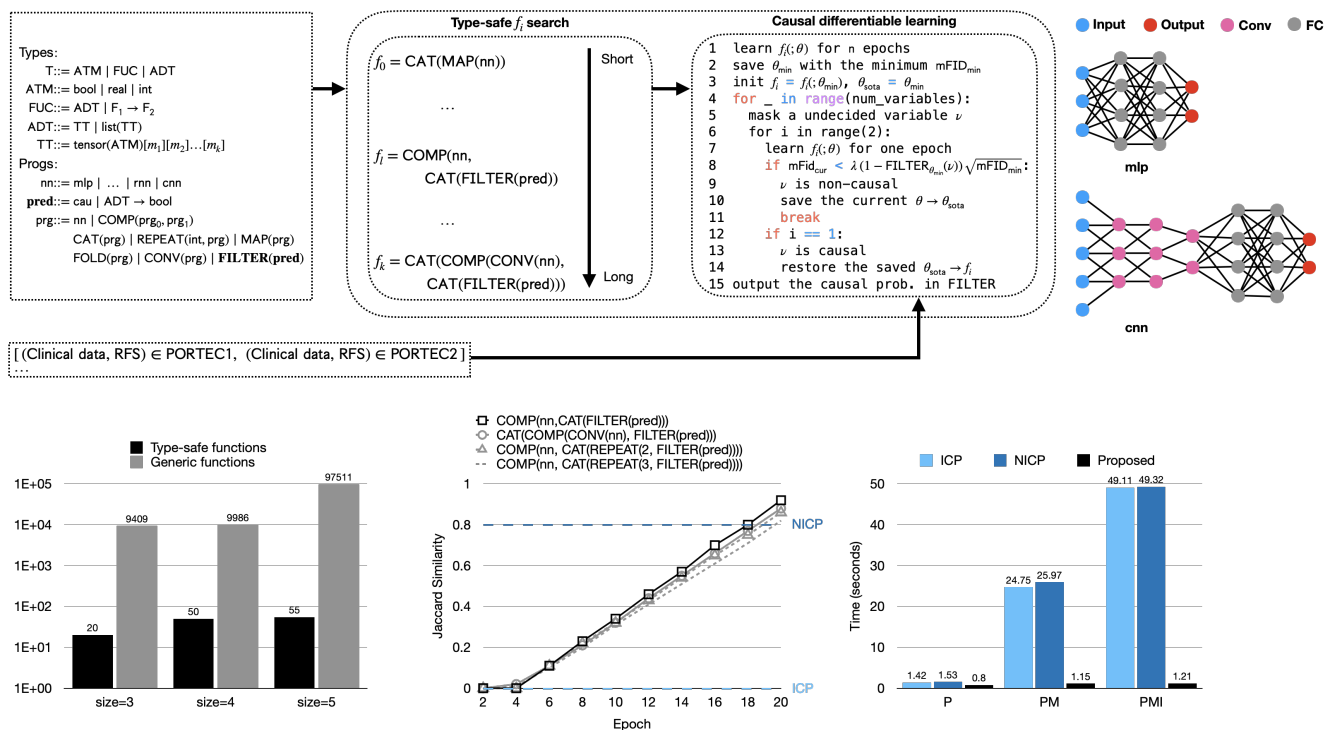 Types:
T::= ATM | FUC | ADT
ATM::= bool | real | int
FUC::= ADT | F₁ → F₂
ADT::= TT | list(TT)
TT::= tensor(ATM)[m₁][m₂]…[mₖ]
Progs:
nn::= mlp | … | rnn | cnn
pred::= cau | ADT → bool
prg::= nn | COMP(prg₀, prg₁)
CAT(prg) | REPEAT(int, prg) | MAP(prg)
FOLD(prg) | CONV(prg) | FILTER(pred)
Type-safe fᵢ search
f₀ = CAT(MAP(nn))
…
fₗ = COMP(nn,
CAT(FILTER(pred))
…
fₖ = CAT(COMP(CONV(nn),
CAT(FILTER(pred)))
Short
Long
Causal differentiable learning
1 learn fᵢ(;θ) for n epochs
2 save θ_min with the minimum mFID_min
3 init fᵢ = fᵢ(;θ_min), θ_sota = θ_min
4 for _ in range(num_variables):
5 mask a undecided variable ν
6 for i in range(2):
7 learn fᵢ(;θ) for one epoch
8 if mFid_cur < λ(1−FILTER_θ_min(ν))√mFID_min:
9 ν is non-causal
10 save the current θ → θ_sota
11 break
12 if i == 1:
13 ν is causal
14 restore the saved θ_sota → fᵢ
15 output the causal prob. in FILTER
Input Output Conv FC
mlp
cnn
[ (Clinical data, RFS) ∈ PORTEC1, (Clinical data, RFS) ∈ PORTEC2 ]
…
Type-safe functions
Generic functions
1E+05
1E+04
1E+03
1E+02
1E+01
1E+00
20
9409
50
9986
55
97511
size=3
size=4
size=5
COMP(nn,CAT(FILTER(pred)))
CAT(COMP(CONV(nn), FILTER(pred)))
COMP(nn, CAT(REPEAT(2, FILTER(pred))))
COMP(nn, CAT(REPEAT(3, FILTER(pred))))
Jaccard Similarity
1
0.8
0.6
0.4
0.2
0
NICP
ICP
2 4 6 8 10 12 14 16 18 20
Epoch
ICP NICP Proposed
Time (seconds)
50
40
30
20
10
0
1.42
1.53
0.8
24.75
25.97
1.15
49.11
49.32
1.21
P
PM
PMI